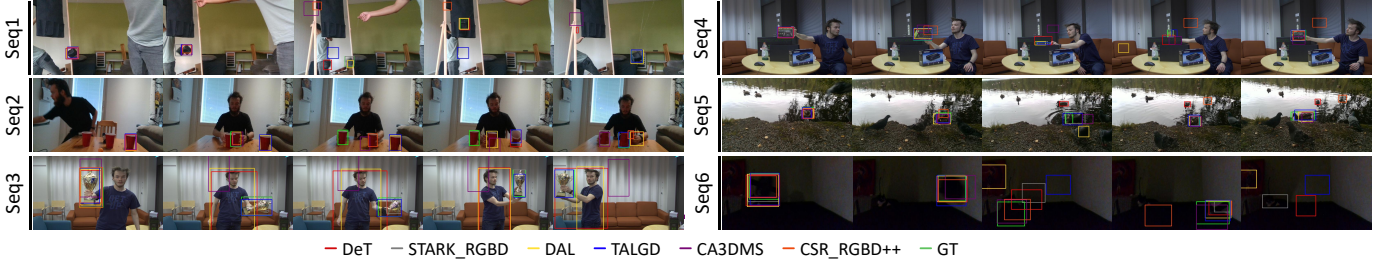 Seq1
Seq2
Seq3
Seq4
Seq5
Seq6
DeT STARK_RGBD DAL TALGD CA3DMS CSR_RGBD++ GT